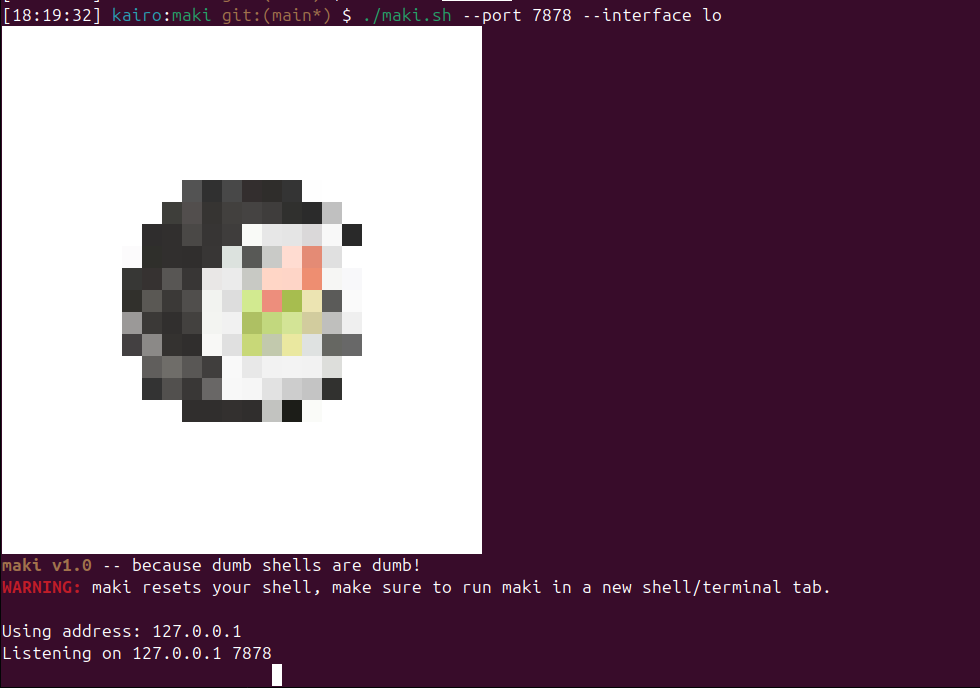 [18:19:32] kairo:maki git:(main*) $ ./maki.sh --port 7878 --interface lo
maki v1.0 -- because dumb shells are dumb!
WARNING: maki resets your shell, make sure to run maki in a new shell/terminal tab.
Using address: 127.0.0.1
Listening on 127.0.0.1 7878